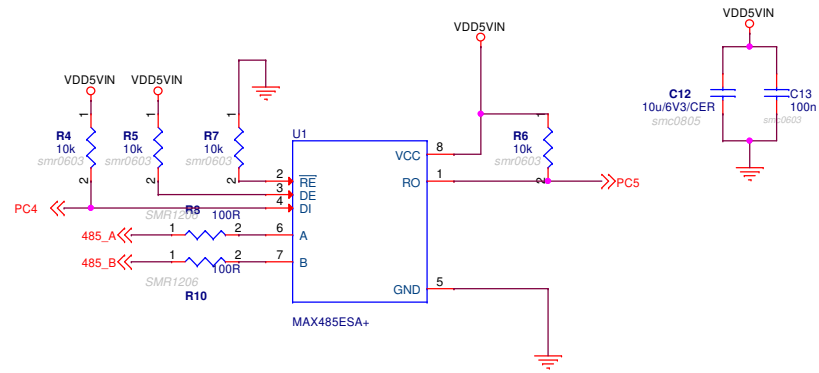 VDD5VIN
VDD5VIN
C12
10u/6V3/CER
smc0805
C13
100n
smc0603
VDD5VIN
VDD5VIN
1
R4
10k
smr0603
2
1
R5
10k
smr0603
2
1
R7
10k
smr0603
2
U1
1
R6
10k
smr0603
2
2 RE
3 DE
4 DI
6 A
7 B
VCC 8
RO 1
GND 5
PC4
PC5
SMR1206
R8 100R
485_A 1 2
485_B 1 2
100R
SMR1206
R10
MAX485ESA+